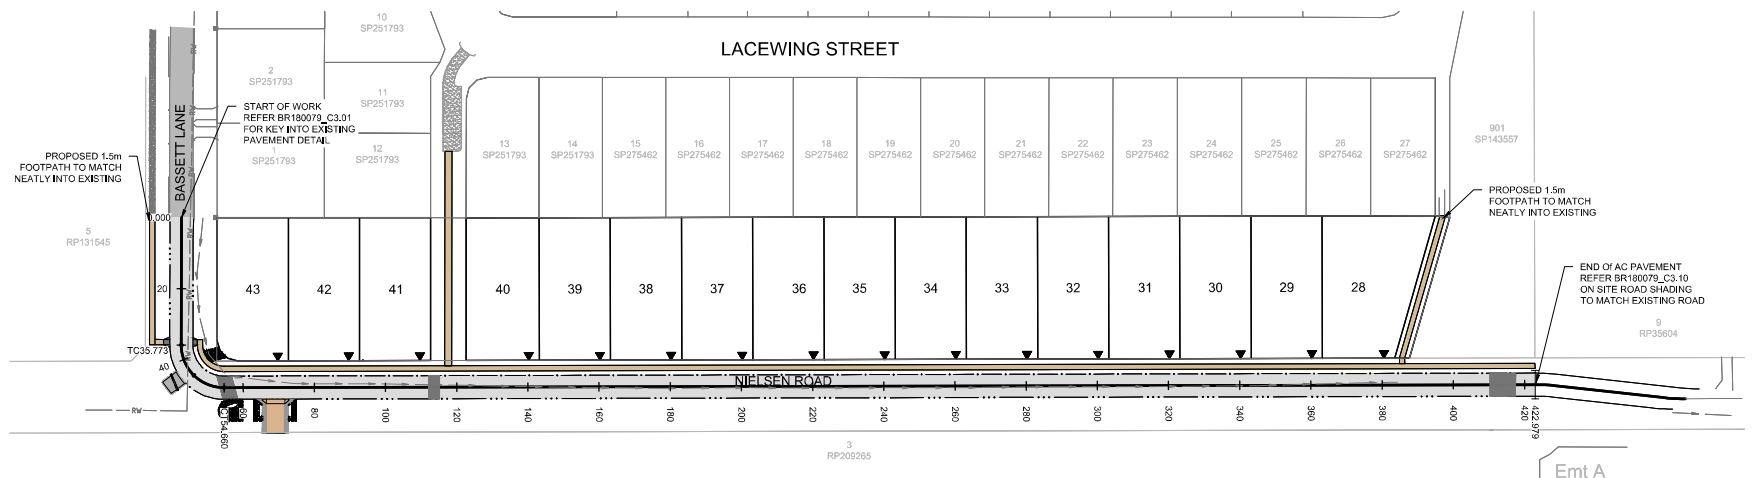 LACEWING STREET
10
SP251793
2
SP251793
11
SP251793
1
SP251793
12
SP251793
13
SP251793
14
SP251793
15
SP275462
16
SP275462
17
SP275462
18
SP275462
19
SP275462
20
SP275462
21
SP275462
22
SP275462
23
SP275462
24
SP275462
25
SP275462
26
SP275462
27
SP275462
901
SP143557
RW
BASSETT LANE
START OF WORK
REFER BR180079_C3.01
FOR KEY INTO EXISTING
PAVEMENT DETAIL
PROPOSED 1.5m
FOOTPATH TO MATCH
NEATLY INTO EXISTING
PROPOSED 1.5m
FOOTPATH TO MATCH
NEATLY INTO EXISTING
5
RP131545
0.000
20
TC35.773
40
RW
RW
RW
43
42
41
40
39
38
37
36
35
34
33
32
31
30
29
28
END Of AC PAVEMENT
REFER BR180079_C3.10
ON SITE ROAD SHADING
TO MATCH EXISTING ROAD
9
RP35604
NIELSEN ROAD
CT54.660
60
80
100
120
140
160
180
200
220
240
260
280
300
320
340
360
380
400
420
422.979
3
RP209265
Emt A